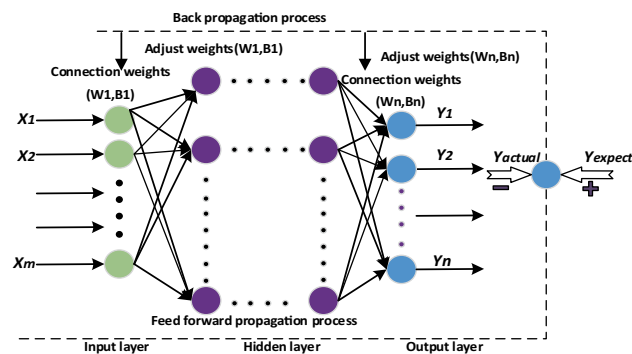 Back propagation process
Adjust weights(W1,B1)
Adjust weights(Wn,Bn)
Connection weights
(W1,B1)
Connection weights
(Wn,Bn)
X1
X2
Xm
Y1
Y2
Yn
Yactual
Yexpect
Feed forward propagation process
Input layer
Hidden layer
Output layer